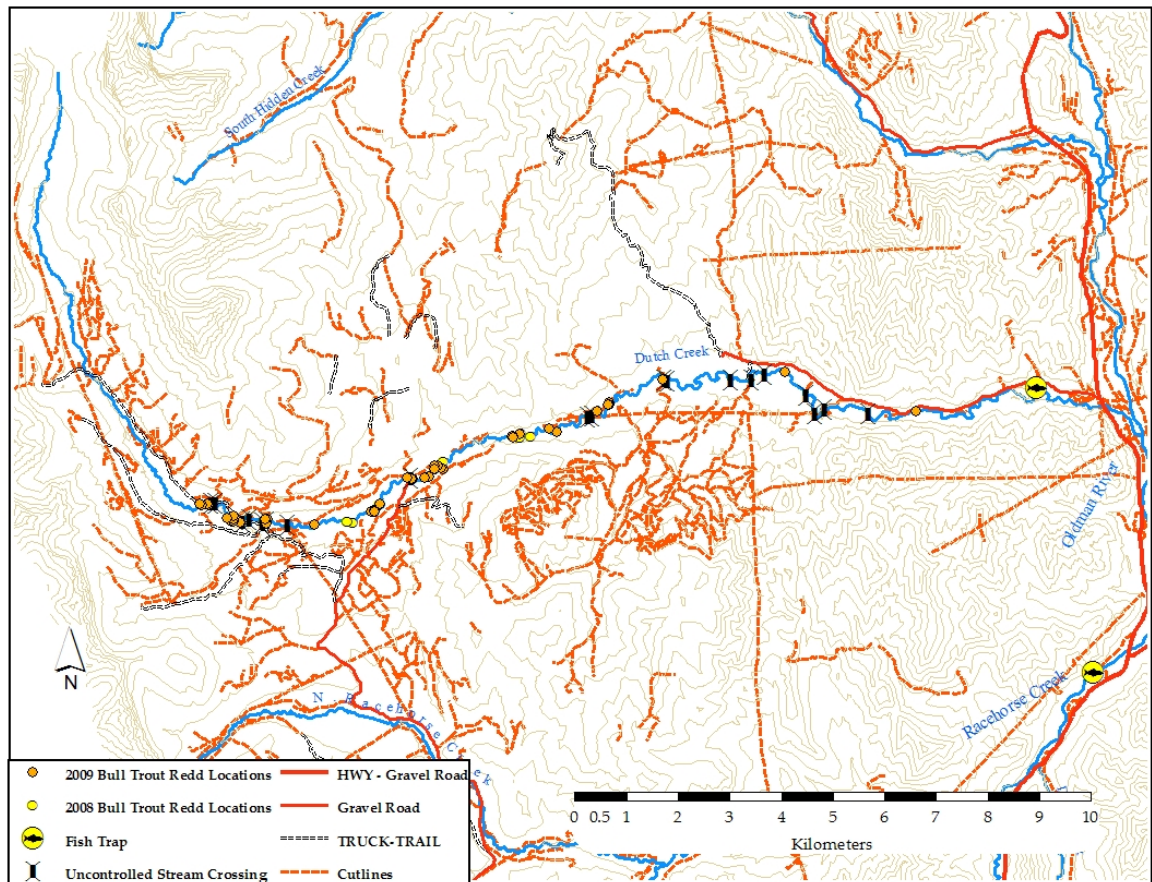 South Hidden Creek
Dutch Creek
Oldman River
Racehorse Creek
N Racehorse Creek
N
2009 Bull Trout Redd Locations
HWY - Gravel Road
2008 Bull Trout Redd Locations
Gravel Road
Fish Trap
TRUCK-TRAIL
Uncontrolled Stream Crossing
Cutlines
0 0.5 1 2 3 4 5 6 7 8 9 10
Kilometers